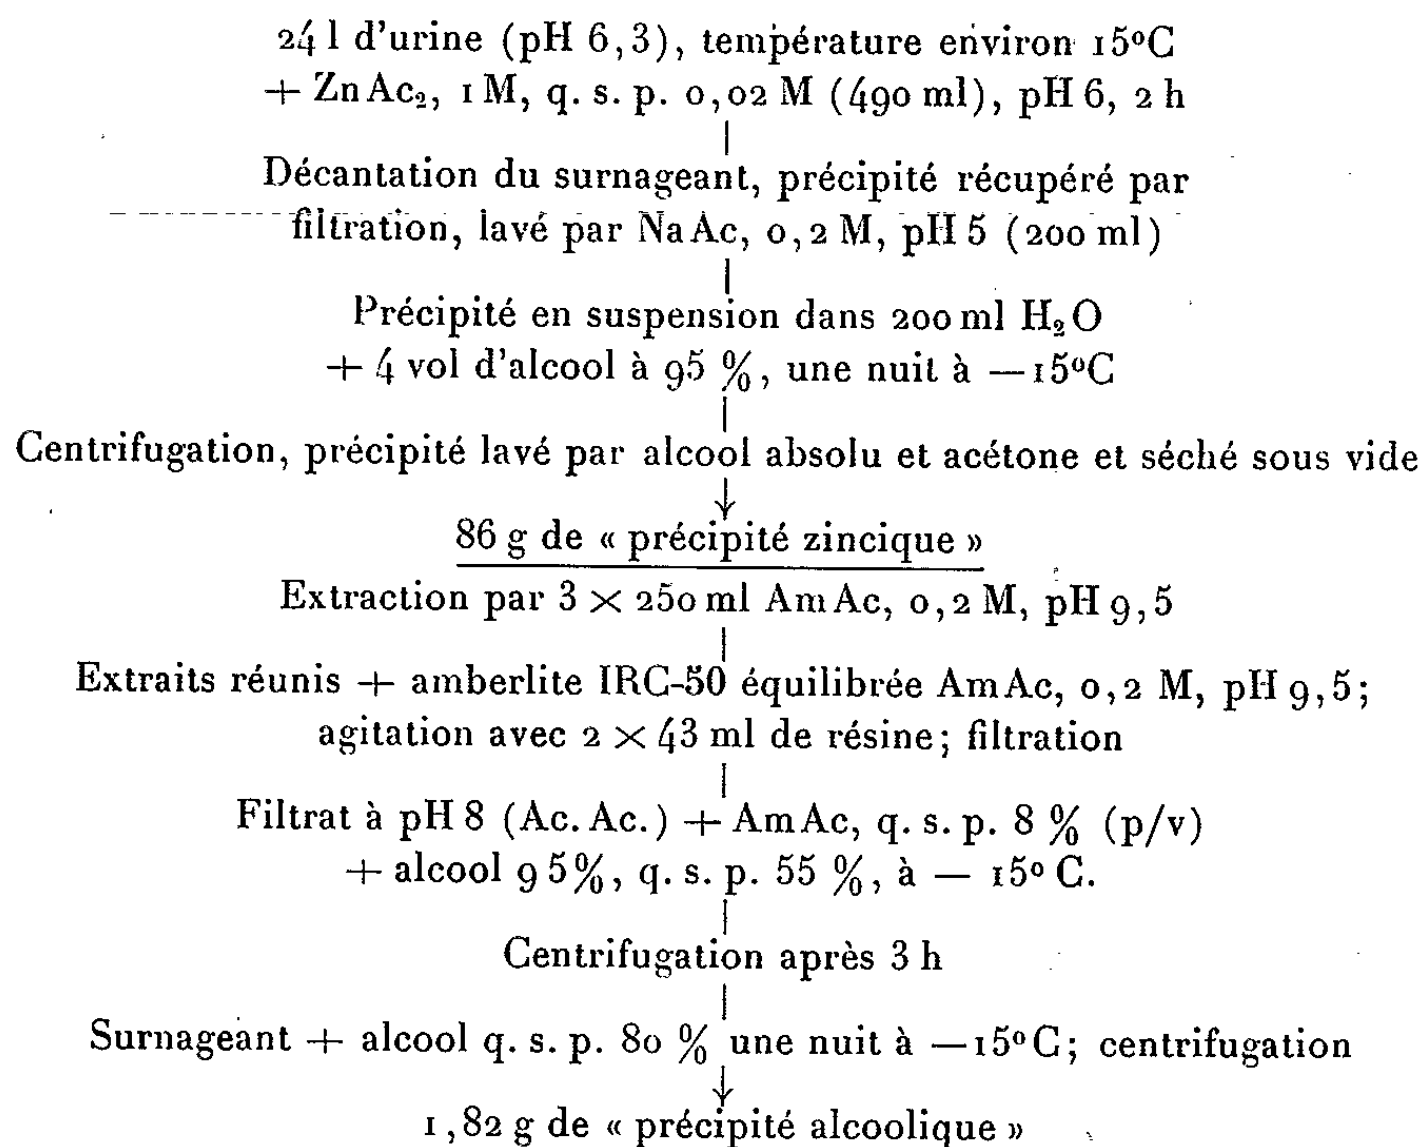 24 l d'urine (pH 6,3), température environ 15°C
+ ZnAc₂, 1 M, q. s. p. 0,02 M (490 ml), pH 6, 2 h
Décantation du surnageant, précipité récupéré par
filtration, lavé par NaAc, 0,2 M, pH 5 (200 ml)
Précipité en suspension dans 200 ml H₂O
+ 4 vol d'alcool à 95 %, une nuit à —15°C
Centrifugation, précipité lavé par alcool absolu et acétone et séché sous vide
86 g de « précipité zincique »
Extraction par 3 × 250 ml AmAc, 0,2 M, pH 9,5
Extraits réunis + amberlite IRC-50 équilibrée AmAc, 0,2 M, pH 9,5;
agitation avec 2 × 43 ml de résine; filtration
Filtrat à pH 8 (Ac. Ac.) + AmAc, q. s. p. 8 % (p/v)
+ alcool 9 5%, q. s. p. 55 %, à — 15° C.
Centrifugation après 3 h
Surnageant + alcool q. s. p. 80 % une nuit à —15°C; centrifugation
1,82 g de « précipité alcoolique »